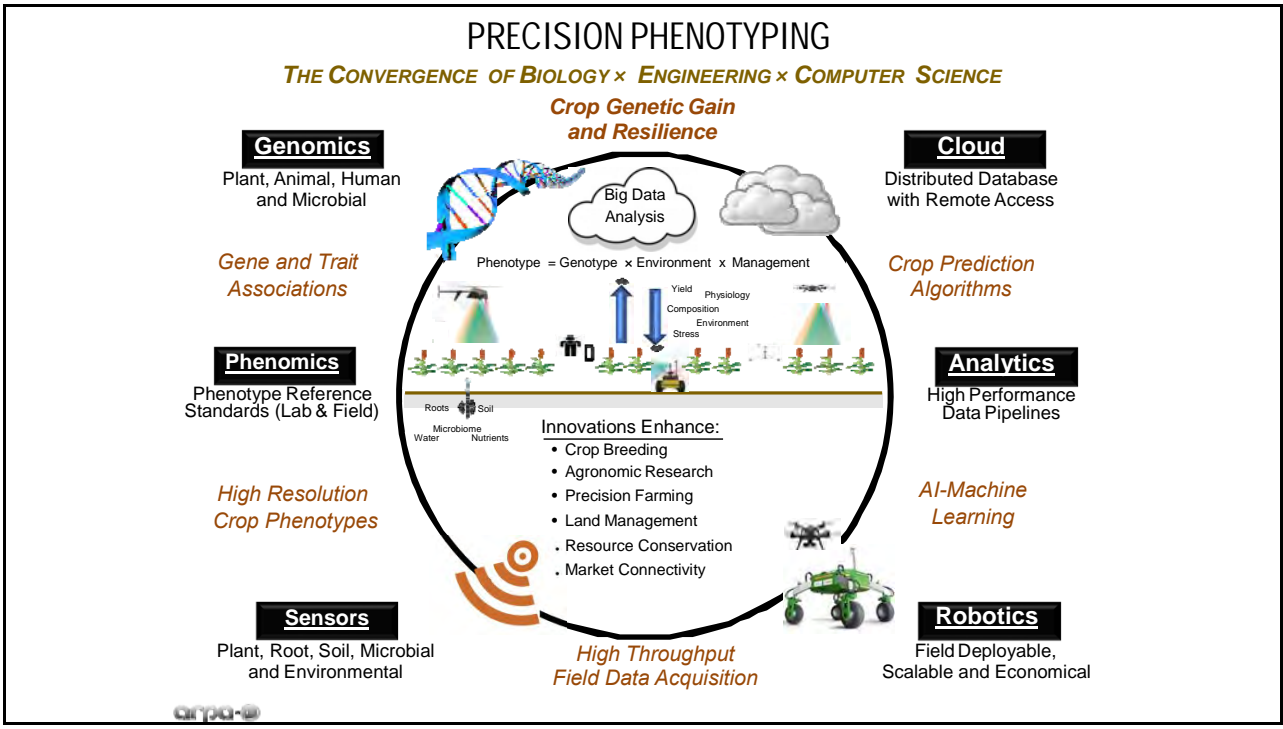 PRECISION PHENOTYPING
THE CONVERGENCE OF BIOLOGY × ENGINEERING × COMPUTER SCIENCE
Crop Genetic Gain
and Resilience
Genomics
Plant, Animal, Human
and Microbial
Cloud
Distributed Database
with Remote Access
Big Data
Analysis
Gene and Trait
Associations
Phenotype = Genotype × Environment x Management
Crop Prediction
Algorithms
Yield
Physiology
Composition
Environment
Stress
Phenomics
Phenotype Reference
Standards (Lab & Field)
Analytics
High Performance
Data Pipelines
Roots
Soil
Microbiome
Water
Nutrients
Innovations Enhance:
• Crop Breeding
• Agronomic Research
• Precision Farming
• Land Management
. Resource Conservation
. Market Connectivity
High Resolution
Crop Phenotypes
AI-Machine
Learning
Sensors
Plant, Root, Soil, Microbial
and Environmental
High Throughput
Field Data Acquisition
Robotics
Field Deployable,
Scalable and Economical
arpa-e